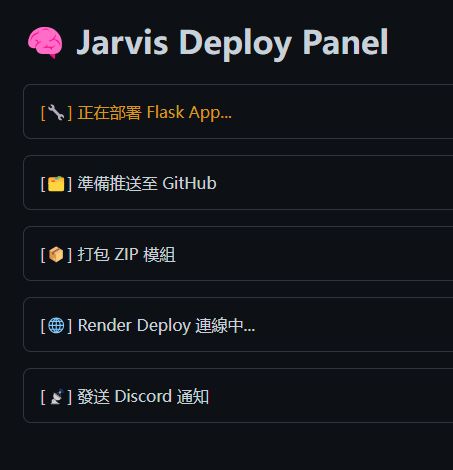 🧠 Jarvis Deploy Panel
[🔧] 正在部署 Flask App...
[🗂️] 準備推送至 GitHub
[📦] 打包 ZIP 模組
[🌐] Render Deploy 連線中...
[📡] 發送 Discord 通知